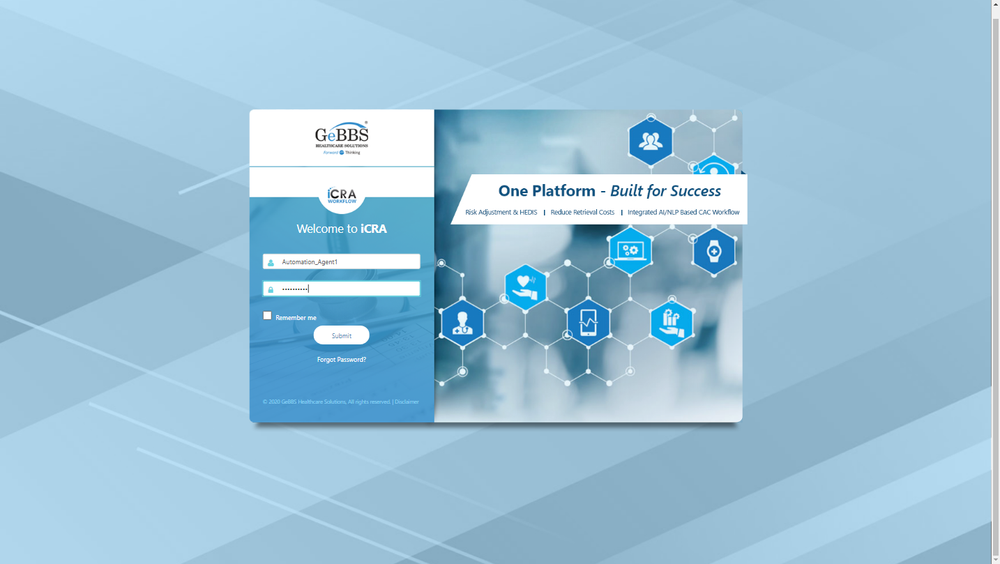 GeBBS®
HEALTHCARE SOLUTIONS
Forward Thinking
iCRA
WORKFLOW
Welcome to iCRA
Automation_Agent1
••••••••••
Remember me
Submit
Forgot Password?
© 2020 GeBBS Healthcare Solutions, All rights reserved. | Disclaimer
One Platform - Built for Success
Risk Adjustment & HEDIS | Reduce Retrieval Costs | Integrated AI/NLP Based CAC Workflow